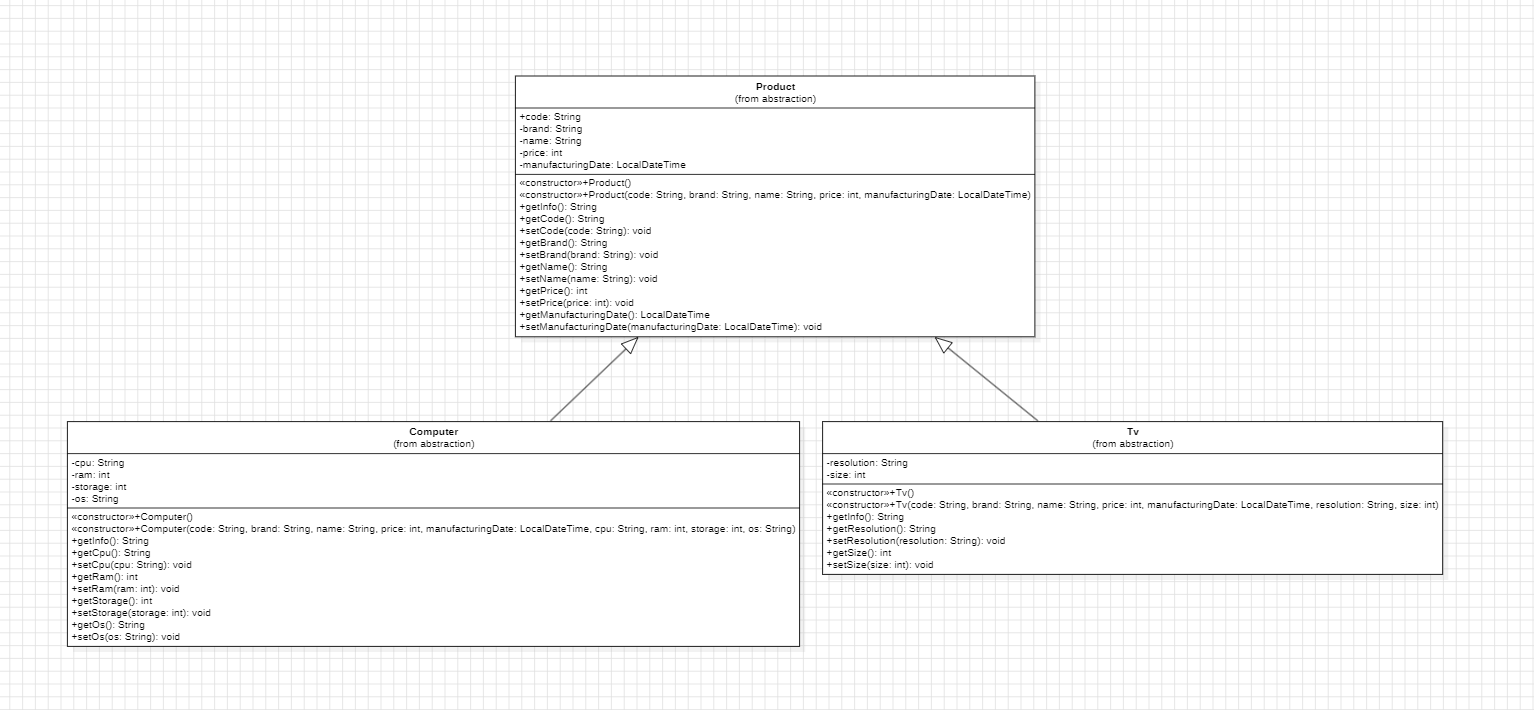 Product
(from abstraction)
+code: String
-brand: String
-name: String
-price: int
-manufacturingDate: LocalDateTime
«constructor»+Product()
«constructor»+Product(code: String, brand: String, name: String, price: int, manufacturingDate: LocalDateTime)
+getInfo(): String
+getCode(): String
+setCode(code: String): void
+getBrand(): String
+setBrand(brand: String): void
+getName(): String
+setName(name: String): void
+getPrice(): int
+setPrice(price: int): void
+getManufacturingDate(): LocalDateTime
+setManufacturingDate(manufacturingDate: LocalDateTime): void
Computer
(from abstraction)
-cpu: String
-ram: int
-storage: int
-os: String
«constructor»+Computer()
«constructor»+Computer(code: String, brand: String, name: String, price: int, manufacturingDate: LocalDateTime, cpu: String, ram: int, storage: int, os: String)
+getInfo(): String
+getCpu(): String
+setCpu(cpu: String): void
+getRam(): int
+setRam(ram: int): void
+getStorage(): int
+setStorage(storage: int): void
+getOs(): String
+setOs(os: String): void
Tv
(from abstraction)
-resolution: String
-size: int
«constructor»+Tv()
«constructor»+Tv(code: String, brand: String, name: String, price: int, manufacturingDate: LocalDateTime, resolution: String, size: int)
+getInfo(): String
+getResolution(): String
+setResolution(resolution: String): void
+getSize(): int
+setSize(size: int): void